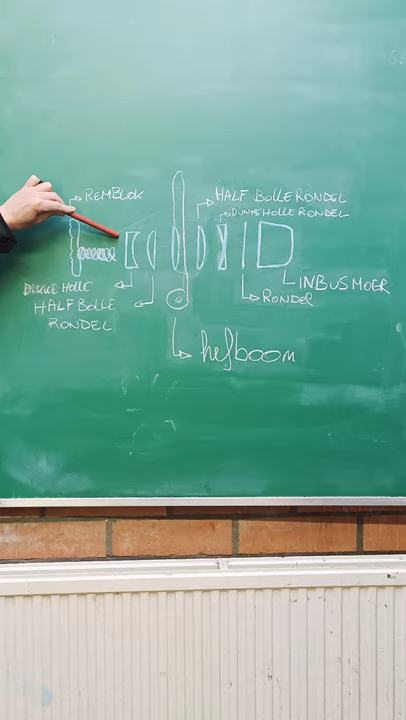 REMBLOK
HALF BOLLE RONDEL
DUNNE HOLLE RONDEL
DIKKE HOLLE
HALF BOLLE
RONDEL
INBUSMOER
RONDEL
hefboom